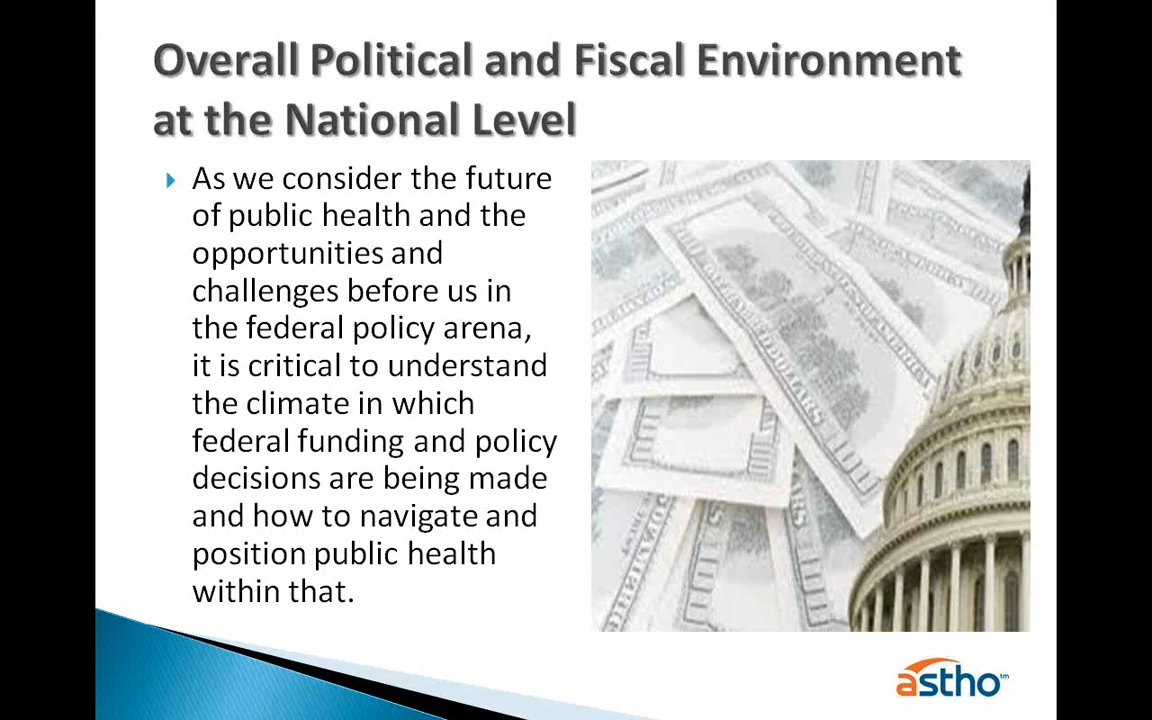 Overall Political and Fiscal Environment
at the National Level
As we consider the future
of public health and the
opportunities and
challenges before us in
the federal policy arena,
it is critical to understand
the climate in which
federal funding and policy
decisions are being made
and how to navigate and
position public health
within that.
astho™